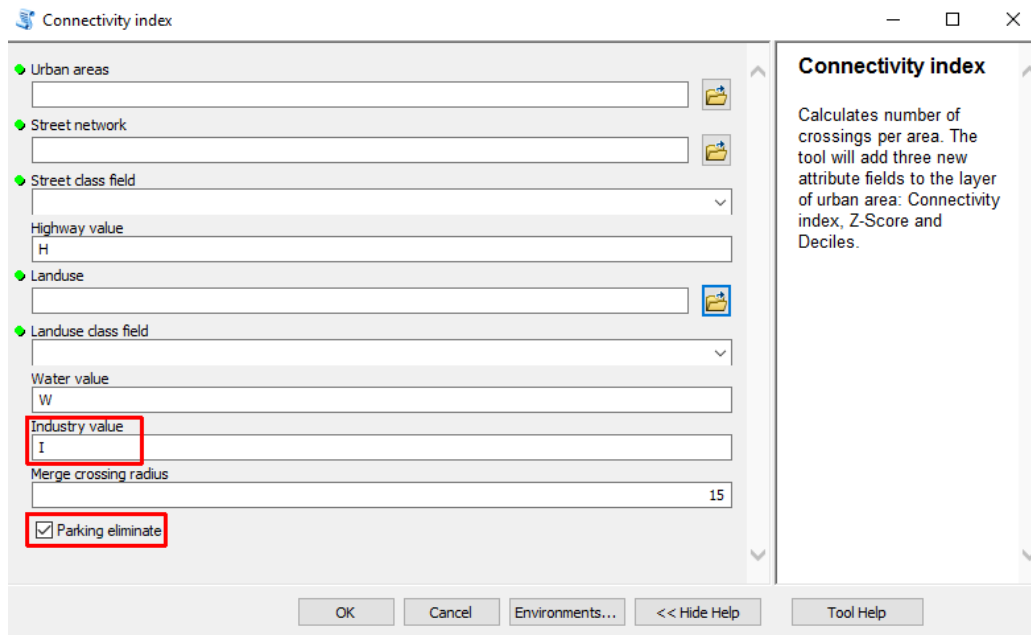 Connectivity index
Urban areas
Street network
Street class field
Highway value
H
Landuse
Landuse class field
Water value
W
Industry value
I
Merge crossing radius
15
Parking eliminate
Connectivity index
Calculates number of
crossings per area. The
tool will add three new
attribute fields to the layer
of urban area: Connectivity
index, Z-Score and
Deciles.
OK
Cancel
Environments...
<< Hide Help
Tool Help